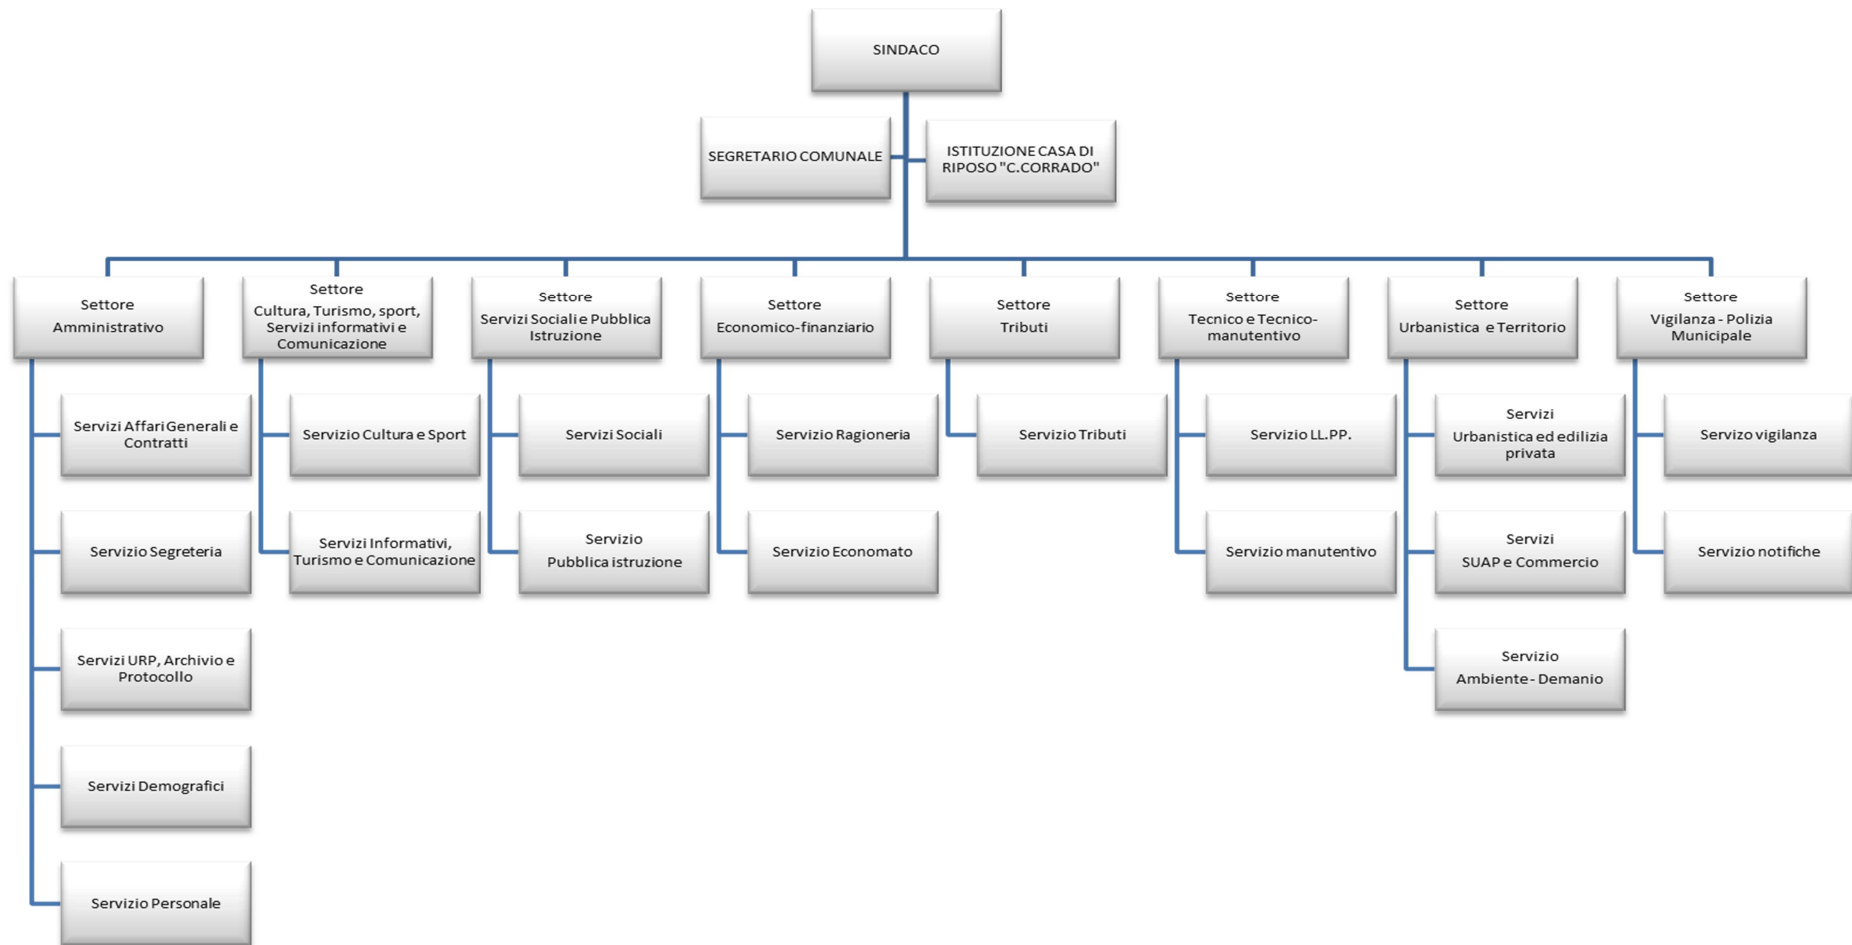 SINDACO
SEGRETARIO COMUNALE
ISTITUZIONE CASA DI
RIPOSO "C.CORRADO"
Settore
Amministrativo
Servizi Affari Generali e
Contratti
Servizio Segreteria
Servizi URP, Archivio e
Protocollo
Servizi Demografici
Servizio Personale
Settore
Cultura, Turismo, sport,
Servizi informativi e
Comunicazione
Servizio Cultura e Sport
Servizi Informativi,
Turismo e Comunicazione
Settore
Servizi Sociali e Pubblica
Istruzione
Servizi Sociali
Servizio
Pubblica istruzione
Settore
Economico-finanziario
Servizio Ragioneria
Servizio Economato
Settore
Tributi
Servizio Tributi
Settore
Tecnico e Tecnico-
manutentivo
Servizio LL.PP.
Servizio manutentivo
Settore
Urbanistica e Territorio
Servizi
Urbanistica ed edilizia
privata
Servizi
SUAP e Commercio
Servizio
Ambiente - Demanio
Settore
Vigilanza - Polizia
Municipale
Servizo vigilanza
Servizio notifiche